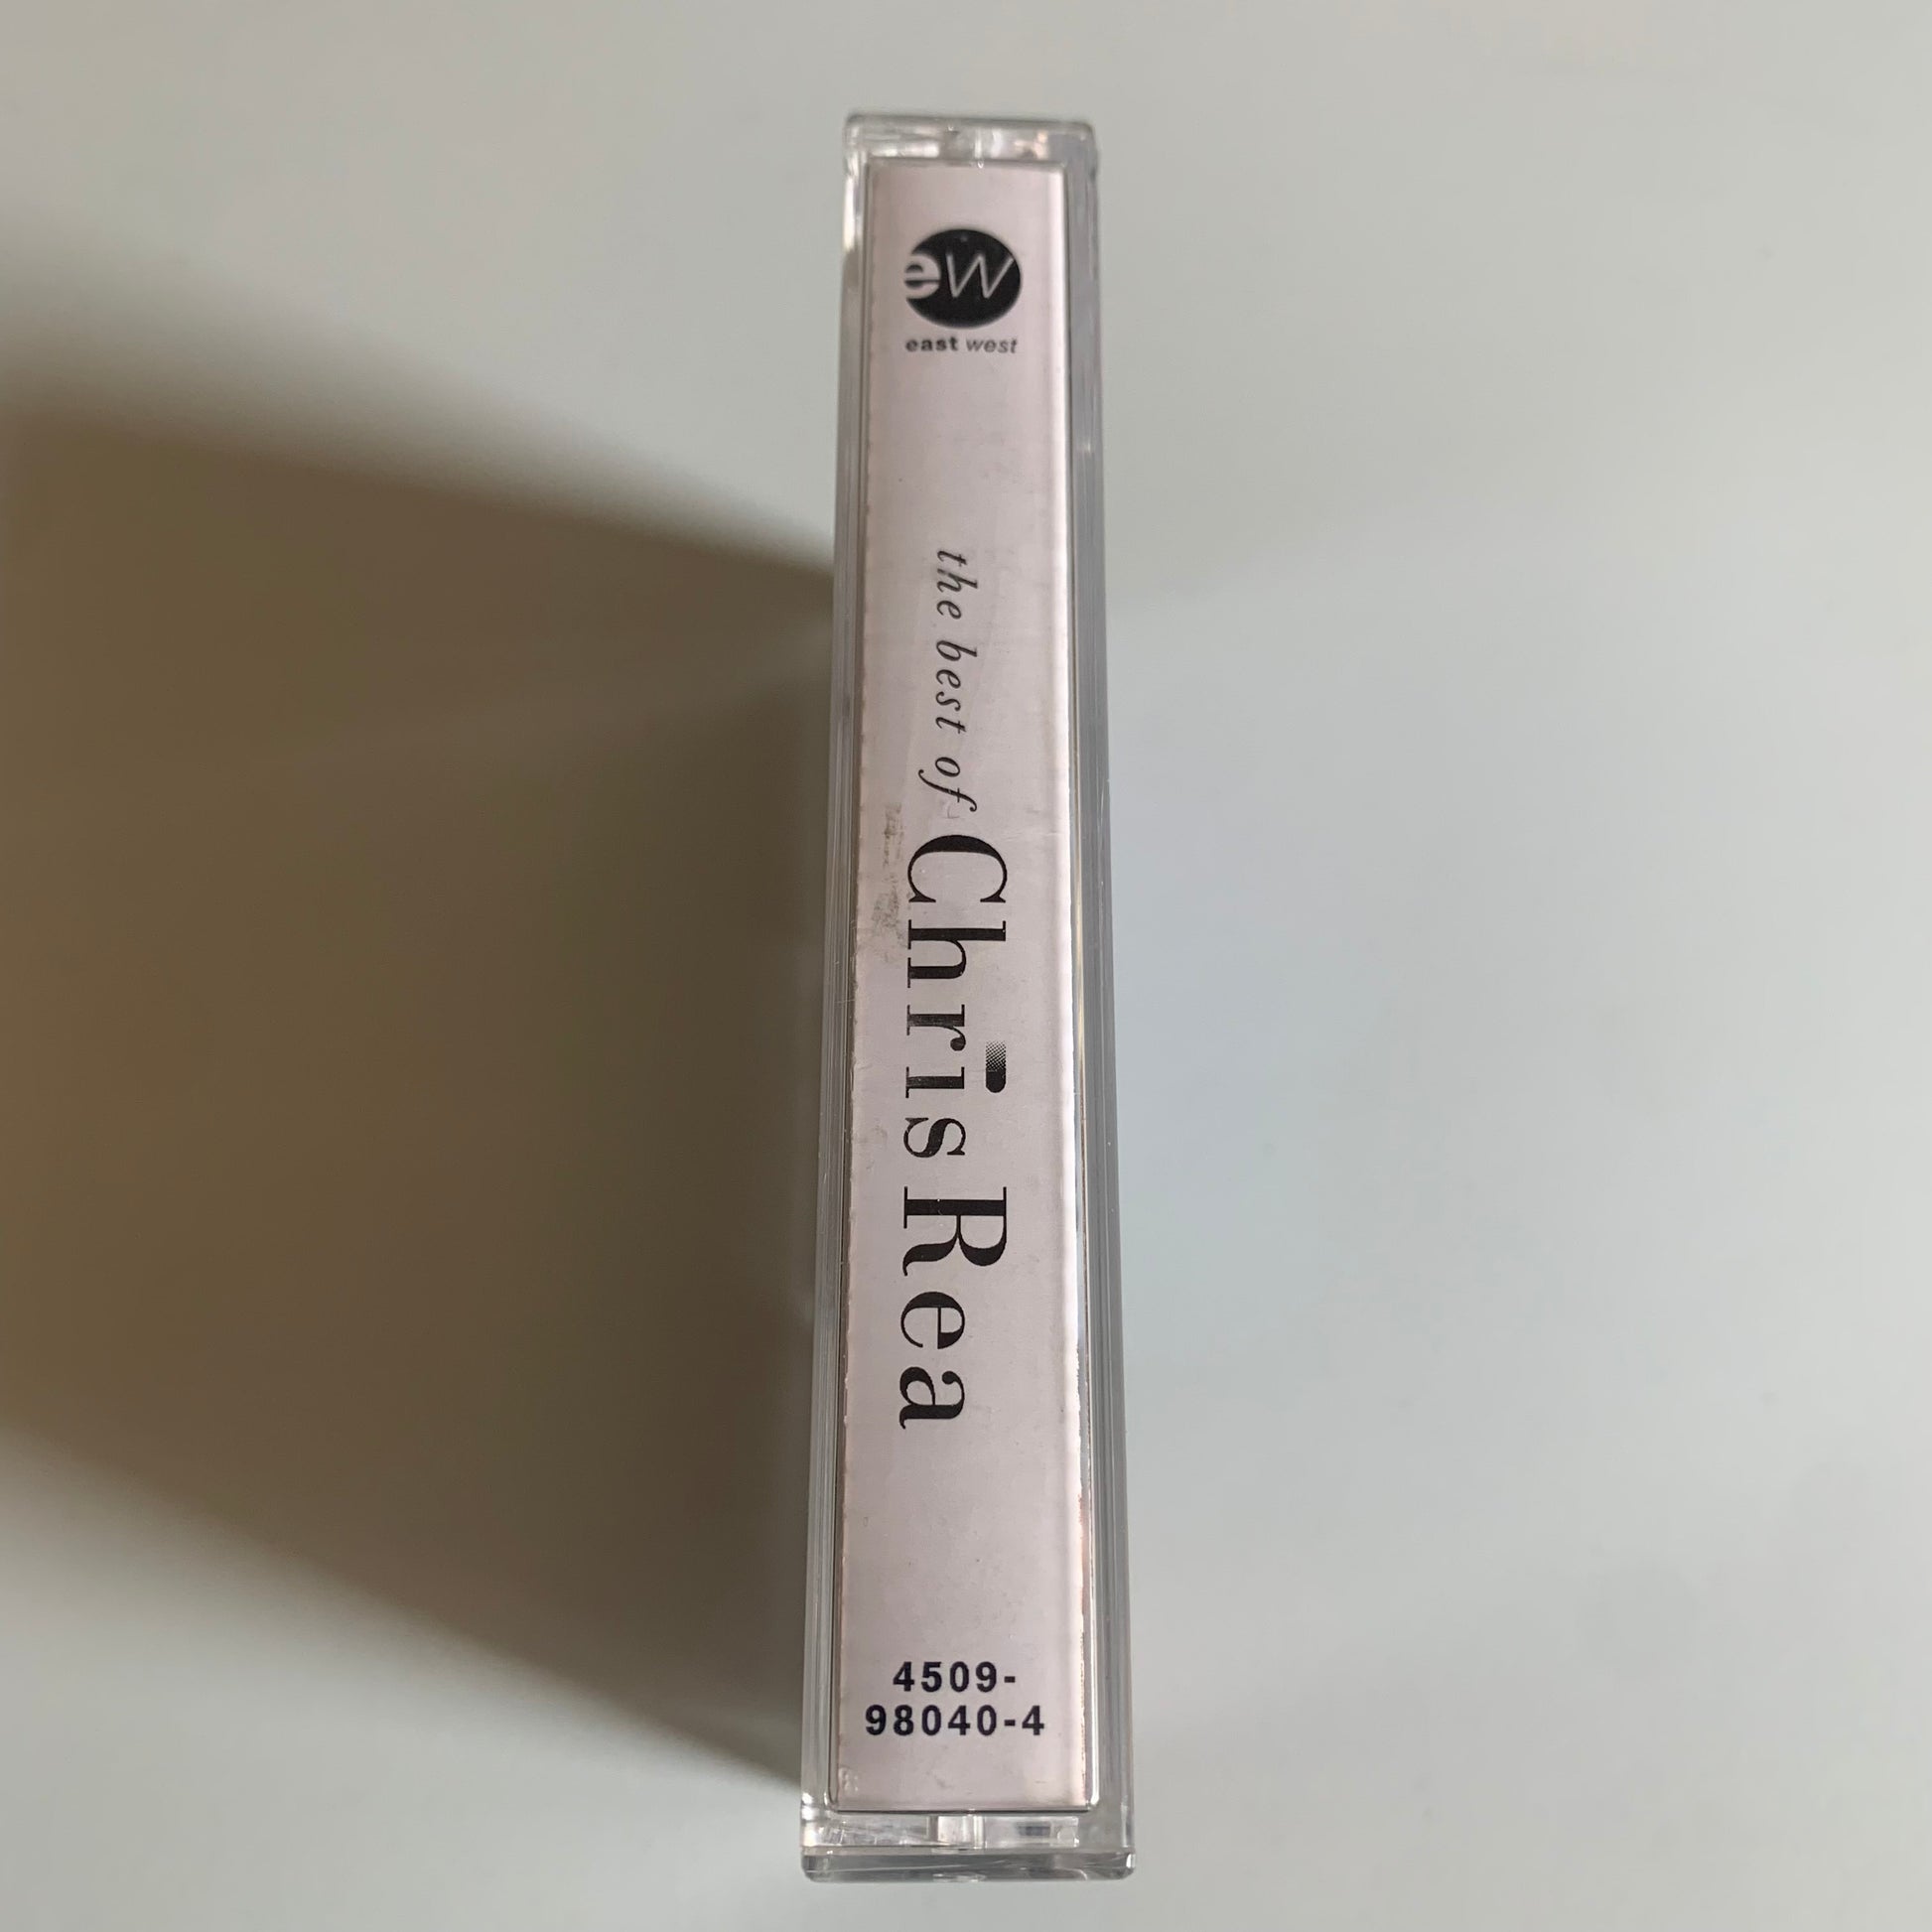 ew
east west
the best of Chris Rea
4509-
98040-4